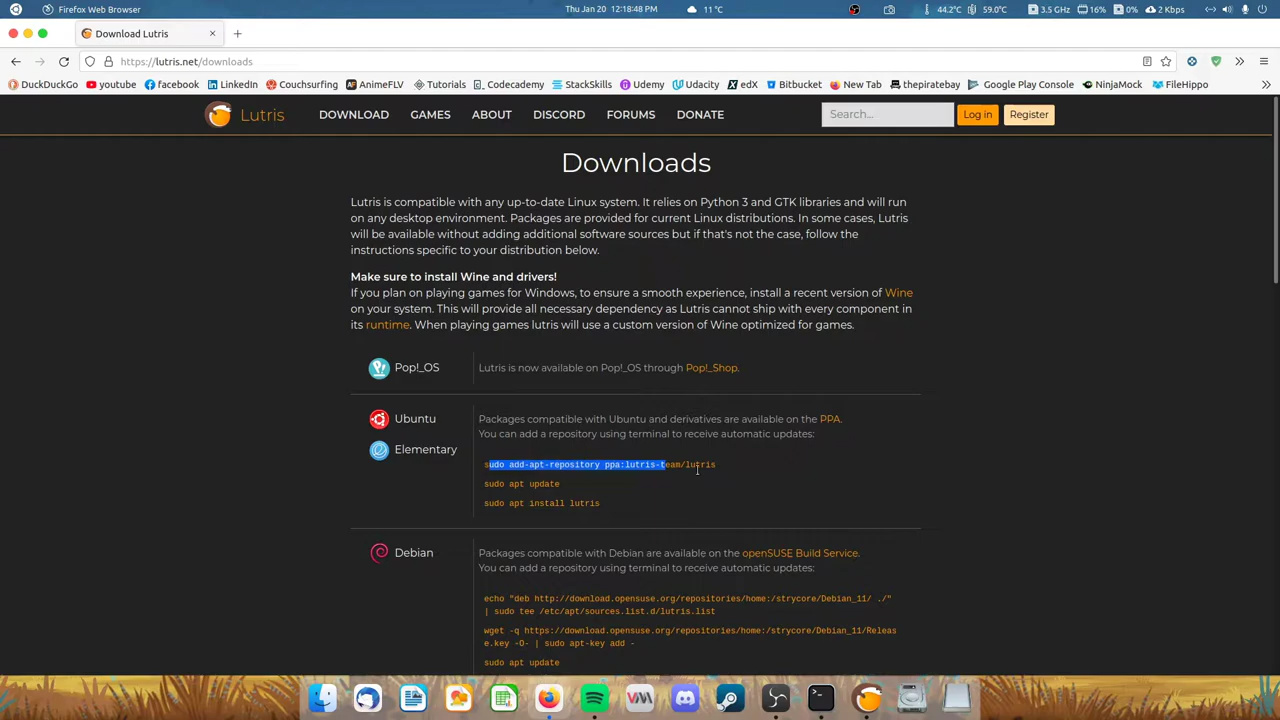 Firefox Web Browser
Thu Jan 20 12:18:48 PM
11 °C
44.2°C
59.0°C
3.5 GHz
16%
0%
2 Kbps
Download Lutris
https://lutris.net/downloads
DuckDuckGo
youtube
facebook
LinkedIN
Couchsurfing
AnimeFLV
Tutorials
Codecademy
StackSkills
Udemy
Udacity
edX
Bitbucket
New Tab
thepiratebay
Google Play Console
NinjaMock
FileHippo
Lutris
DOWNLOAD
GAMES
ABOUT
DISCORD
FORUMS
DONATE
Search...
Log in
Register
Downloads
Lutris is compatible with any up-to-date Linux system. It relies on Python 3 and GTK libraries and will run
on any desktop environment. Packages are provided for current Linux distributions. In some cases, Lutris
will be available without adding additional software sources but if that's not the case, follow the
instructions specific to your distribution below.
Make sure to install Wine and drivers!
If you plan on playing games for Windows, to ensure a smooth experience, install a recent version of Wine
on your system. This will provide all necessary dependency as Lutris cannot ship with every component in
its runtime. When playing games lutris will use a custom version of Wine optimized for games.
Pop!_OS
Lutris is now available on Pop!_OS through Pop!_Shop.
Ubuntu
Elementary
Packages compatible with Ubuntu and derivatives are available on the PPA.
You can add a repository using terminal to receive automatic updates:
sudo add-apt-repository ppa:lutris-team/lutris
sudo apt update
sudo apt install lutris
Debian
Packages compatible with Debian are available on the openSUSE Build Service.
You can add a repository using terminal to receive automatic updates:
echo "deb http://download.opensuse.org/repositories/home:/strycore/Debian_11/ ./"
| sudo tee /etc/apt/sources.list.d/lutris.list
wget -q https://download.opensuse.org/repositories/home:/strycore/Debian_11/Releas
e.key -O- | sudo apt-key add -
sudo apt update